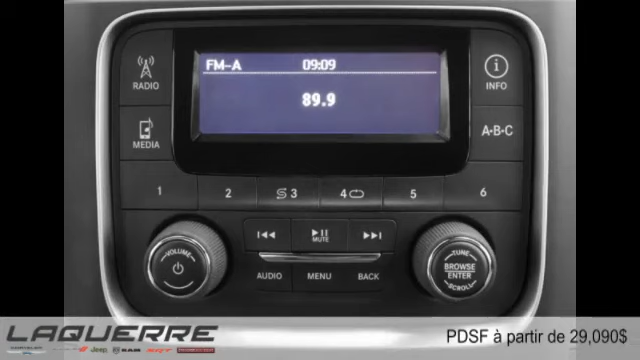 FM--A 09:09
89.9
RADIO
MEDIA
INFO
A•B•C
1 2 3 4 5 6
MUTE
VOLUME
AUDIO MENU BACK
TUNE
BROWSE
ENTER
SCROLL
LAQUERRE
Jeep RAM
PDSF à partir de 29,090$